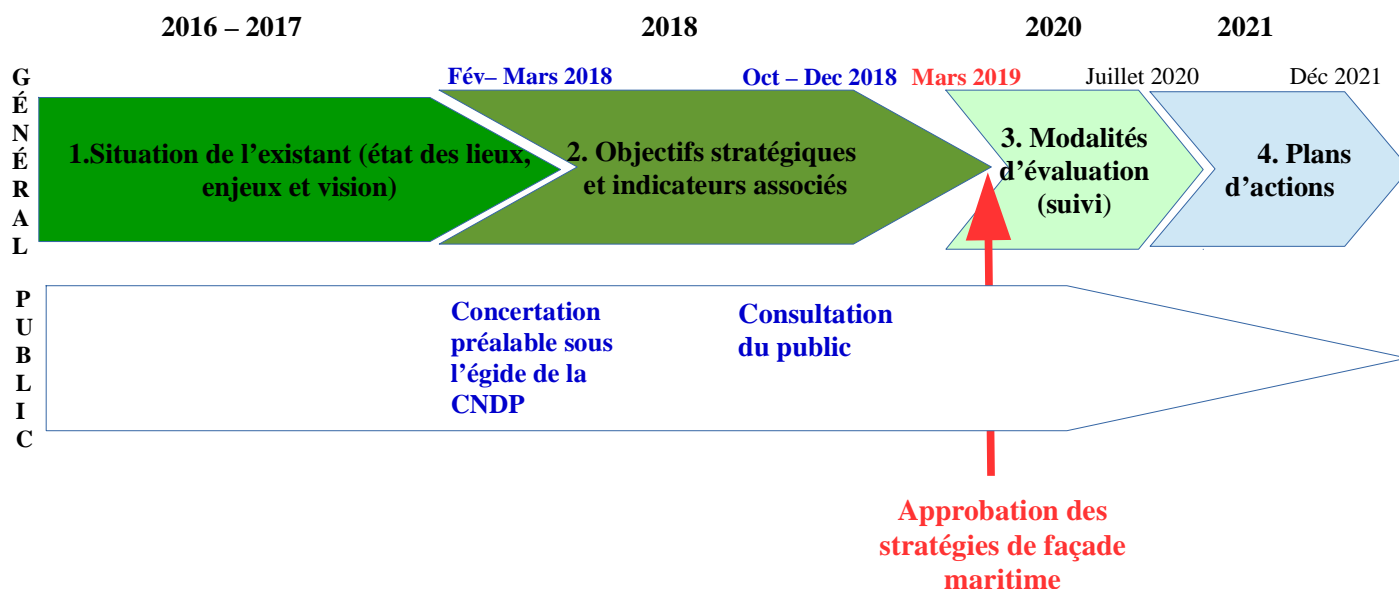 2016 – 2017
2018
2020
2021
Fév– Mars 2018
Oct – Dec 2018
Mars 2019
Juillet 2020
Déc 2021
GÉNÉRAL
1.Situation de l’existant (état des lieux,
enjeux et vision)
2. Objectifs stratégiques
et indicateurs associés
3. Modalités
d’évaluation
(suivi)
4. Plans
d’actions
PUBLIC
Concertation
préalable sous
l’égide de la
CNDP
Consultation
du public
Approbation des
stratégies de façade
maritime